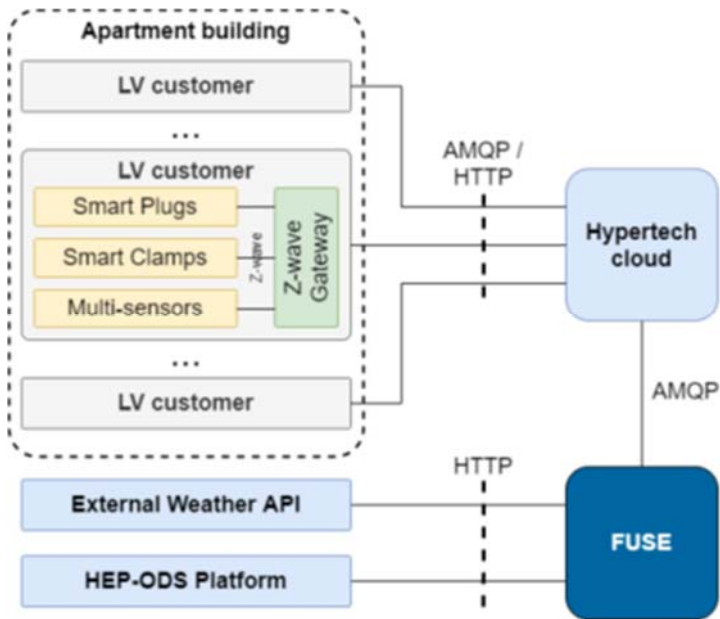 Apartment building
LV customer
...
LV customer
Smart Plugs
Smart Clamps
Multi-sensors
Z-wave
Z-wave
Gateway
...
LV customer
AMQP /
HTTP
Hypertech
cloud
AMQP
HTTP
External Weather API
HEP-ODS Platform
FUSE